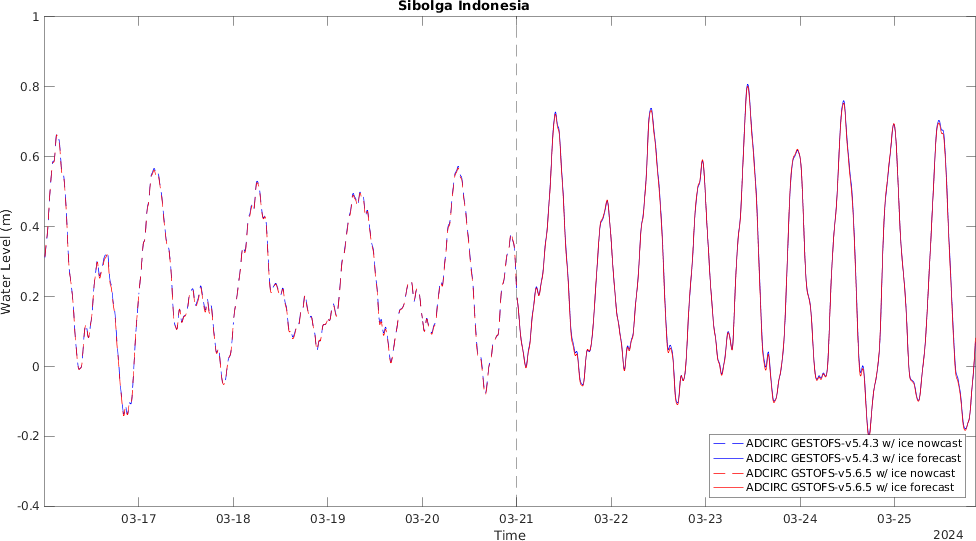 Sibolga Indonesia
Water Level (m)
1
0.8
0.6
0.4
0.2
0
-0.2
-0.4
ADCIRC GESTOFS-v5.4.3 w/ ice nowcast
ADCIRC GESTOFS-v5.4.3 w/ ice forecast
ADCIRC GSTOFS-v5.6.5 w/ ice nowcast
ADCIRC GSTOFS-v5.6.5 w/ ice forecast
03-17 03-18 03-19 03-20 03-21 03-22 03-23 03-24 03-25
Time
2024